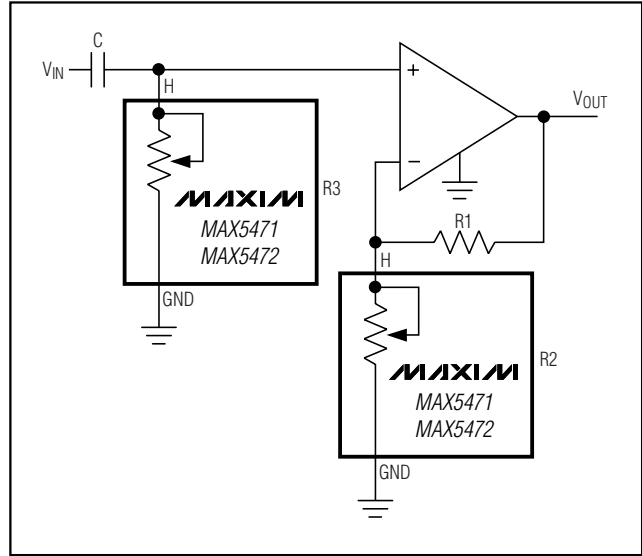 C
V_IN
H
+
V_OUT
−
MAXIM
R3
MAX5471
MAX5472
R1
H
GND
MAXIM
R2
MAX5471
MAX5472
GND